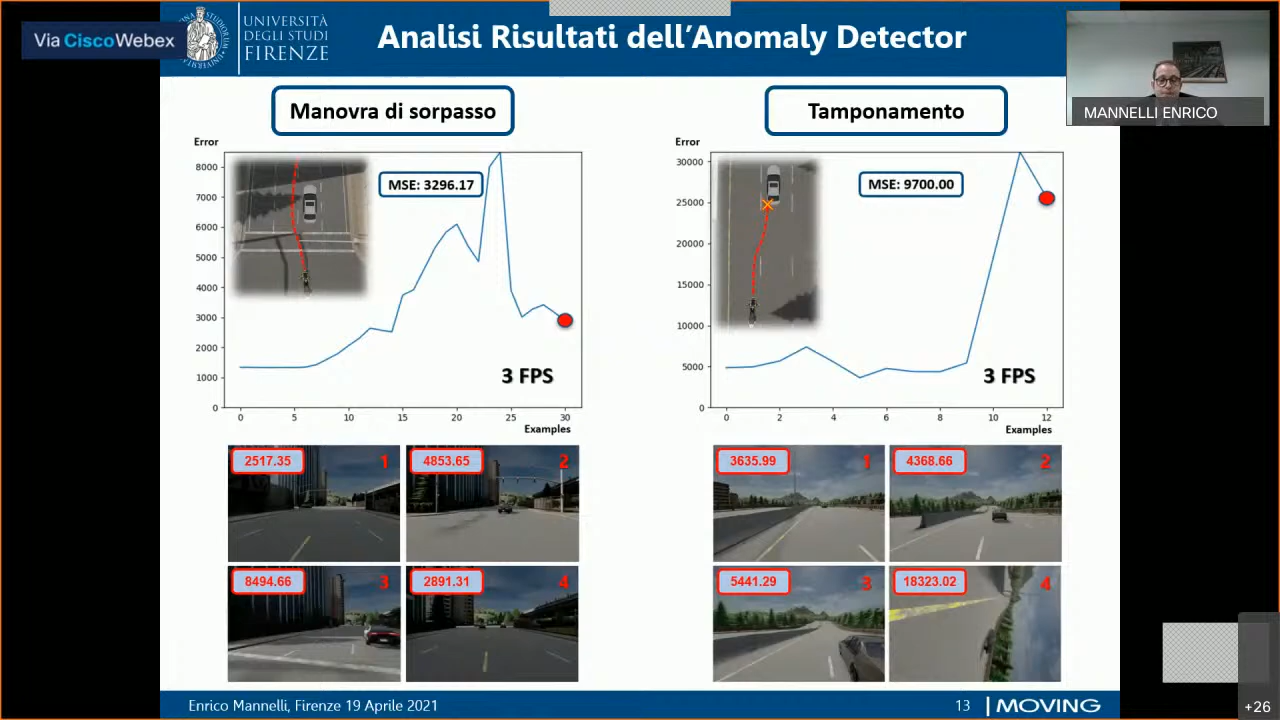 Via Cisco Webex
UNIVERSITÀ
DEGLI STUDI
FIRENZE
Analisi Risultati dell'Anomaly Detector
MANNELLI ENRICO
Manovra di sorpasso
Error
8000
7000
6000
5000
4000
3000
2000
1000
0
MSE: 3296.17
3 FPS
0 5 10 15 20 25 30
Examples
2517.35 1
4853.65 2
8494.66 3
2891.31 4
Tamponamento
Error
30000
25000
20000
15000
10000
5000
0
MSE: 9700.00
3 FPS
0 2 4 6 8 10 12
Examples
3635.99 1
4368.66 2
5441.29 3
18323.02 4
Enrico Mannelli, Firenze 19 Aprile 2021
13
MOVING
+26